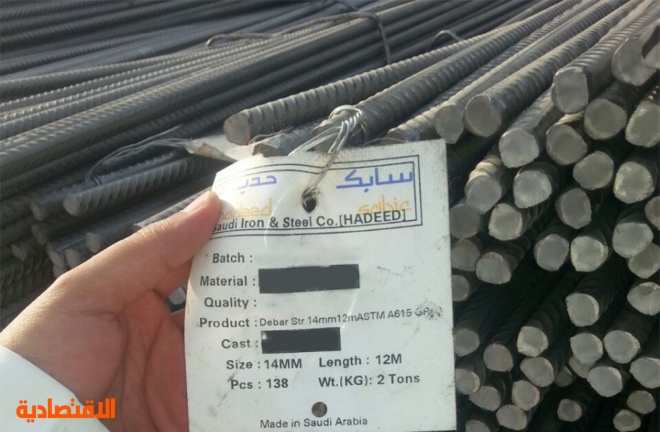 حديد سابك
hadeed sabic
Saudi Iron & Steel Co.[HADEED]
Batch :
Material :
Quality :
Product : Debar Str.14mm12mASTM A615
Cast :
Size : 14MM Length : 12M
Pcs : 138 Wt.(KG): 2 Tons
Made in Saudi Arabia
الاقتصادية